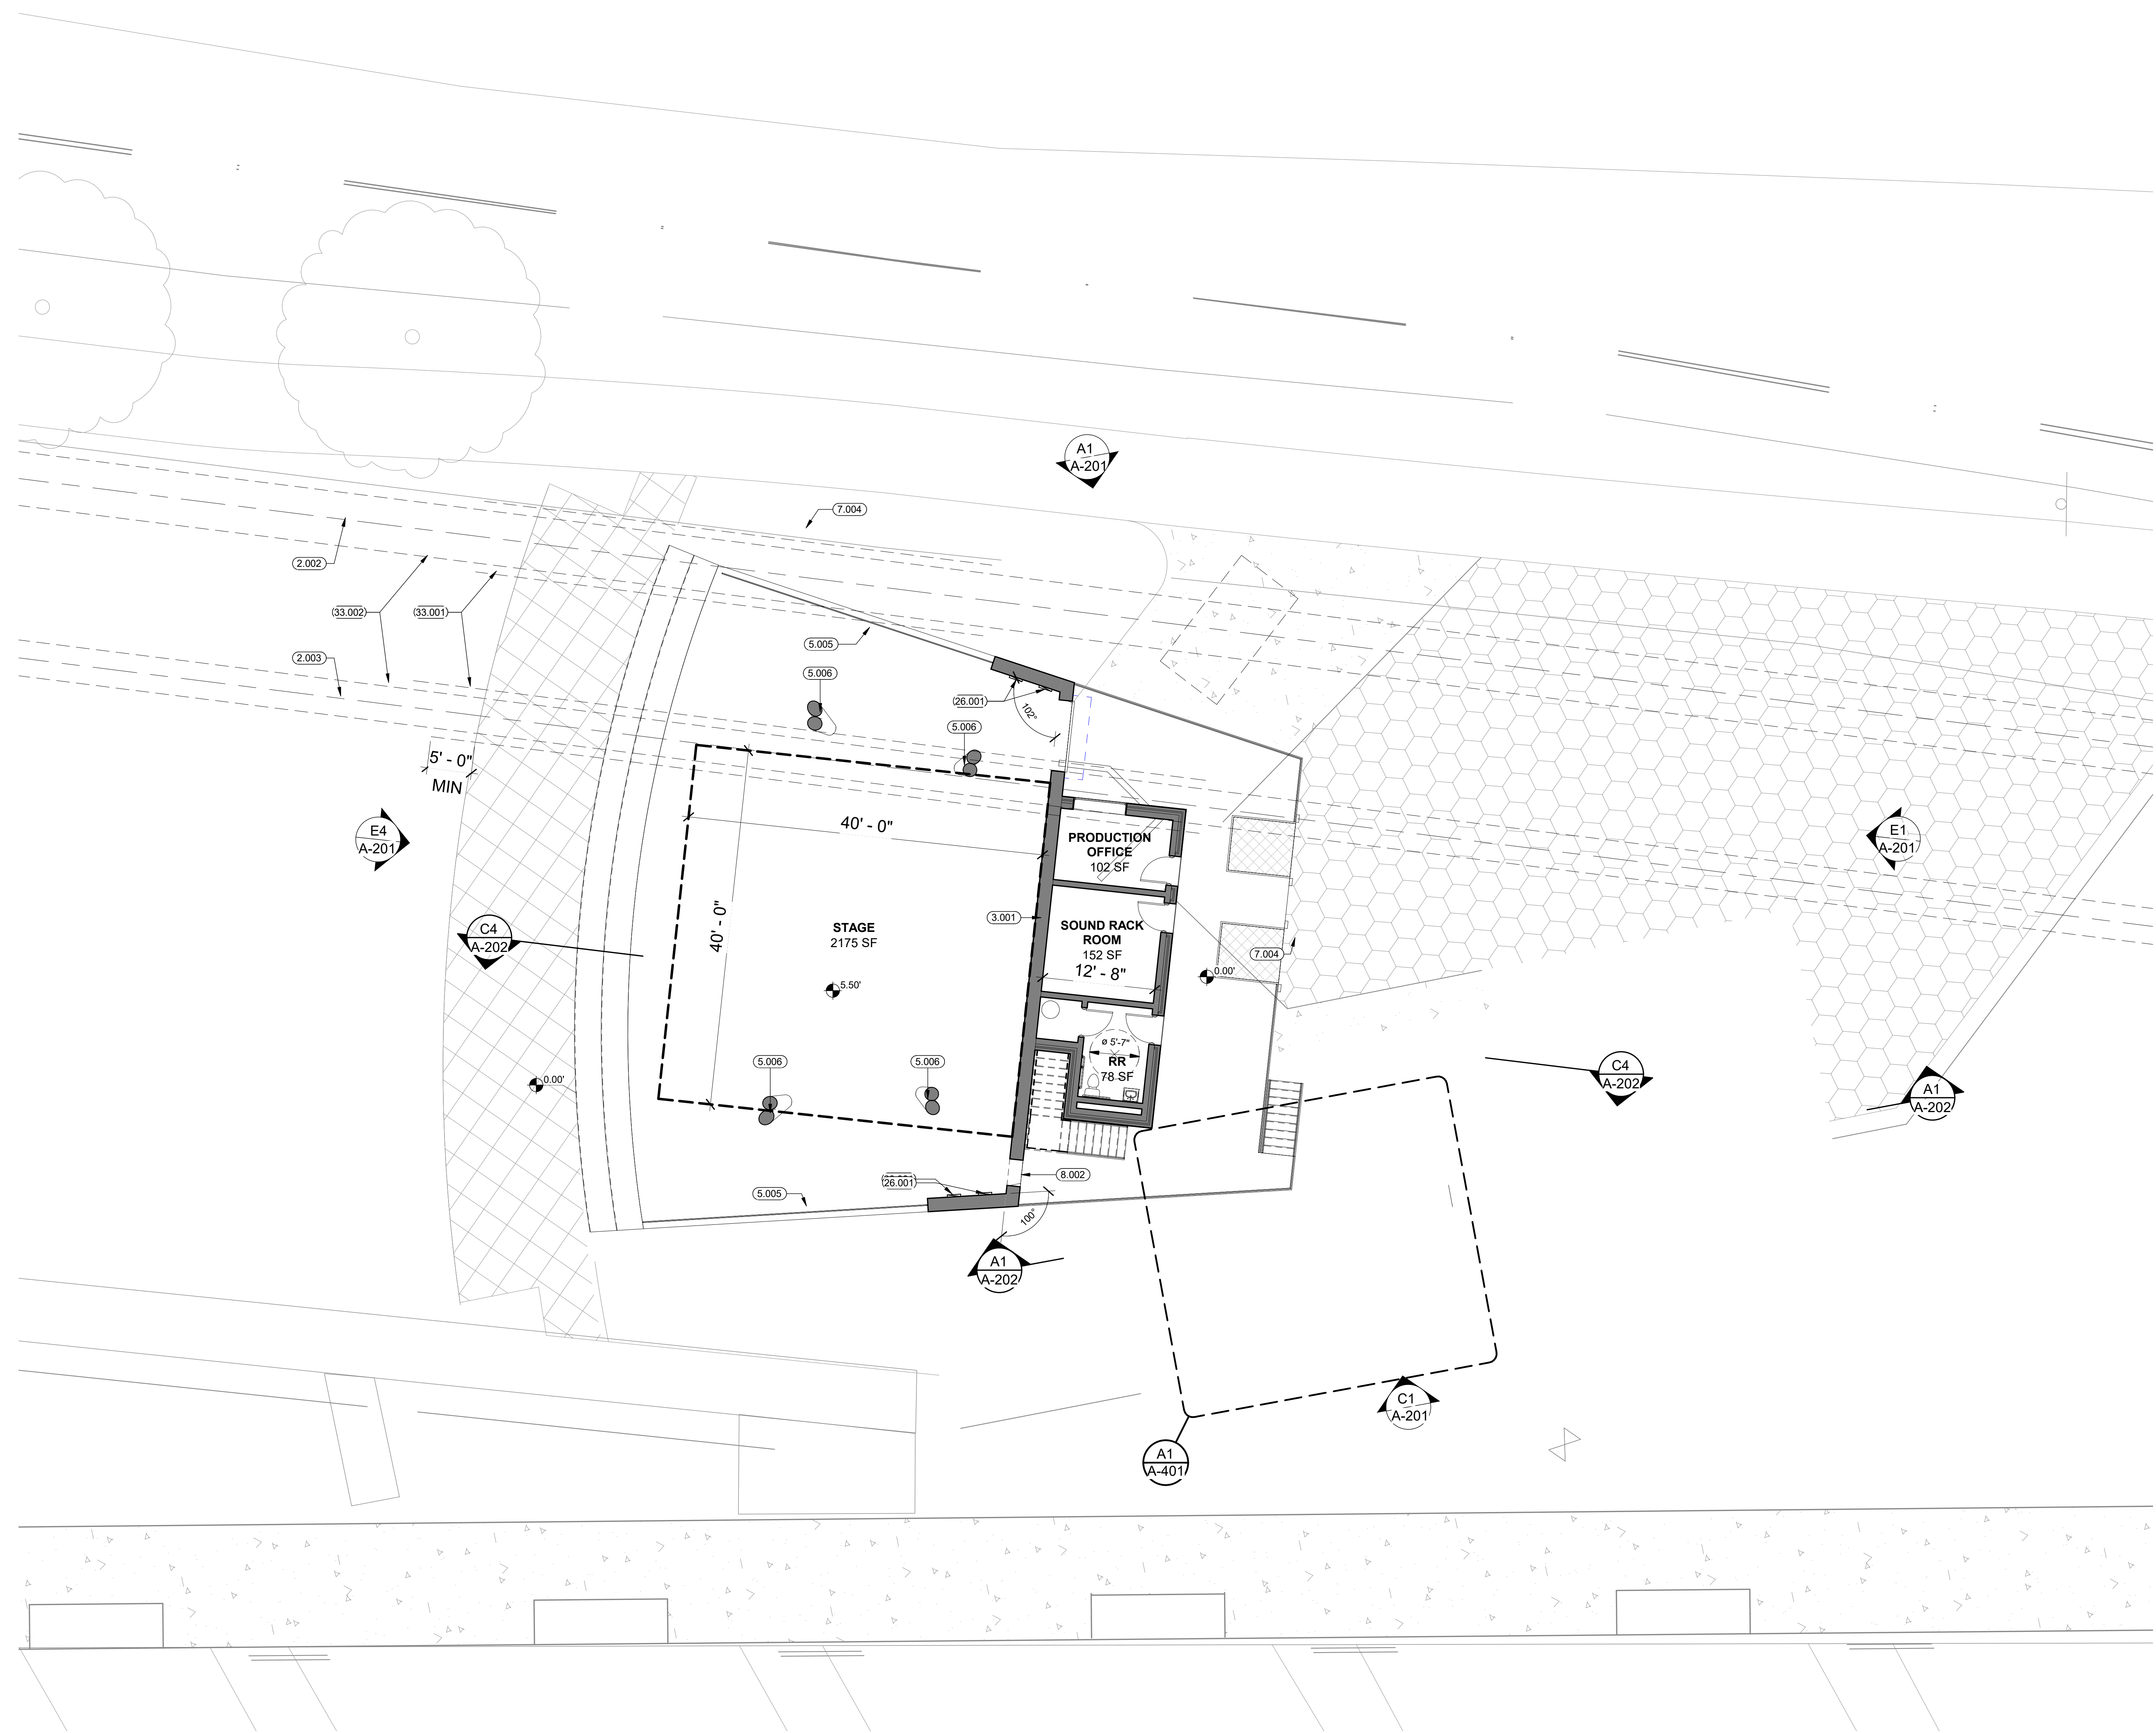 A1
A-201
7.004
2.002
(33.002)
(33.001)
5.005
2.003
5.006
(26.001)
102°
5.006
5' - 0"
MIN
E4
A-201
40' - 0"
PRODUCTION
OFFICE
102 SF
E1
A-201
40' - 0"
3.001
STAGE
2175 SF
SOUND RACK
ROOM
152 SF
12' - 8"
C4
A-202
7.004
0.00'
5.50'
ø 5'-7"
RR
78 SF
5.006
5.006
0.00'
C4
A-202
A1
A-202
8.002
(26.001)
5.005
100°
A1
A-202
C1
A-201
A1
A-401